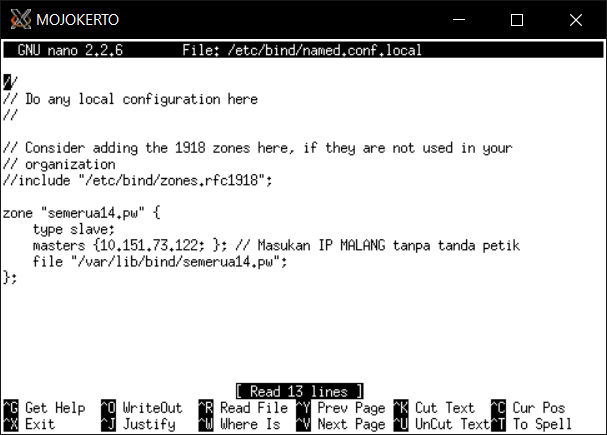 MOJOKERTO
GNU nano 2.2.6 File: /etc/bind/named.conf.local
//
// Do any local configuration here
//
// Consider adding the 1918 zones here, if they are not used in your
// organization
//include "/etc/bind/zones.rfc1918";
zone "semerua14.pw" {
type slave;
masters {10.151.73.122; }; // Masukan IP MALANG tanpa tanda petik
file "/var/lib/bind/semerua14.pw";
};
[ Read 13 lines ]
^G Get Help ^O WriteOut ^R Read File ^Y Prev Page ^K Cut Text ^C Cur Pos
^X Exit ^J Justify ^W Where Is ^V Next Page ^U UnCut Text ^T To Spell